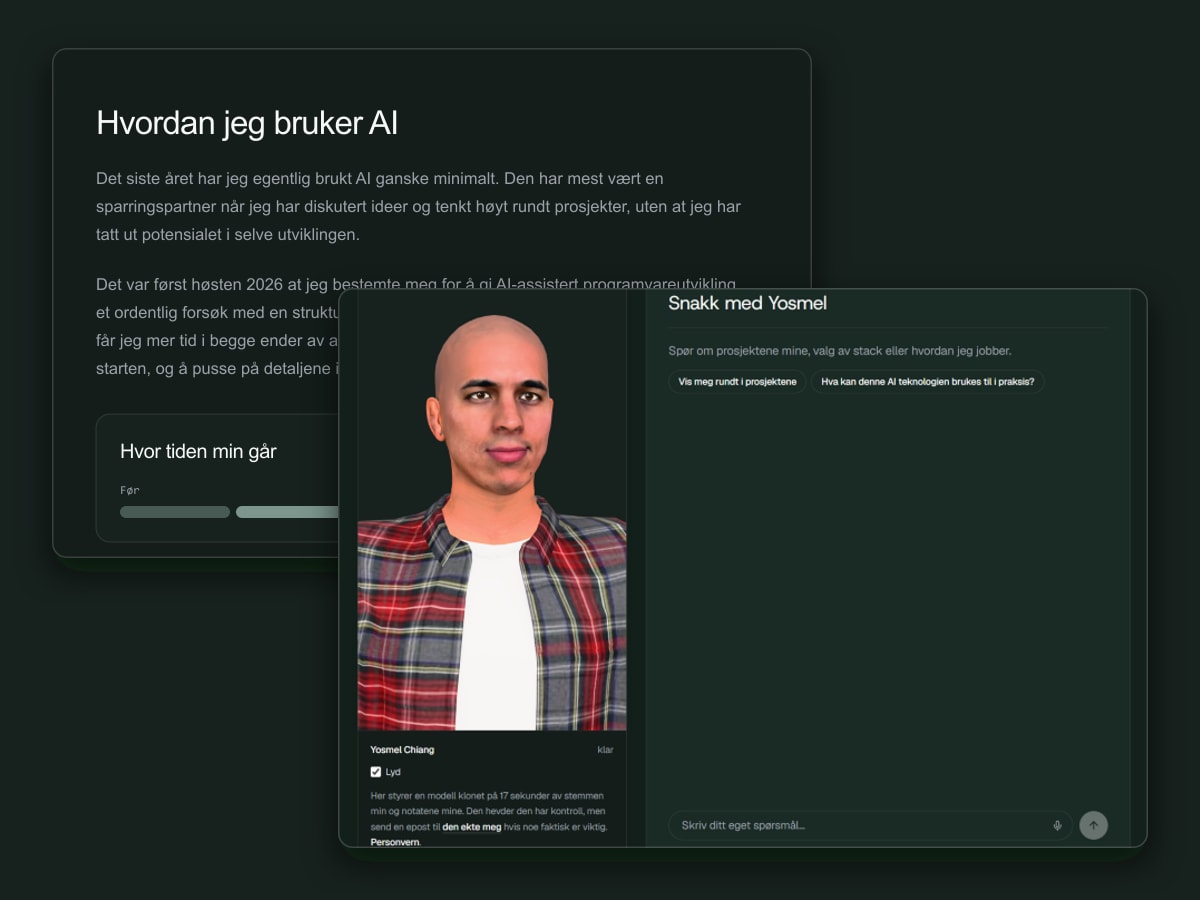 Hvordan jeg bruker AI
Det siste året har jeg egentlig brukt AI ganske minimalt. Den har mest vært en
sparringspartner når jeg har diskutert ideer og tenkt høyt rundt prosjekter, uten at jeg har
tatt ut potensialet i selve utviklingen.
Det var først høsten 2026 at jeg bestemte meg for å gi AI-assistert programvareutvikling
et ordentlig forsøk med en
får jeg mer tid i begge ender av
starten, og å pusse på detaljene
Hvor tiden min går
Før
Snakk med Yosmel
Spør om prosjektene mine, valg av stack eller hvordan jeg jobber.
Vis meg rundt i prosjektene
Hva kan denne AI teknologien brukes til i praksis?
Yosmel Chiang
klar
Lyd
Her styrer en modell klonet på 17 sekunder av stemmen
min og notatene mine. Den hevder den har kontroll, men
send en epost til den ekte meg hvis noe faktisk er viktig.
Personvern.
Skriv ditt eget spørsmål...